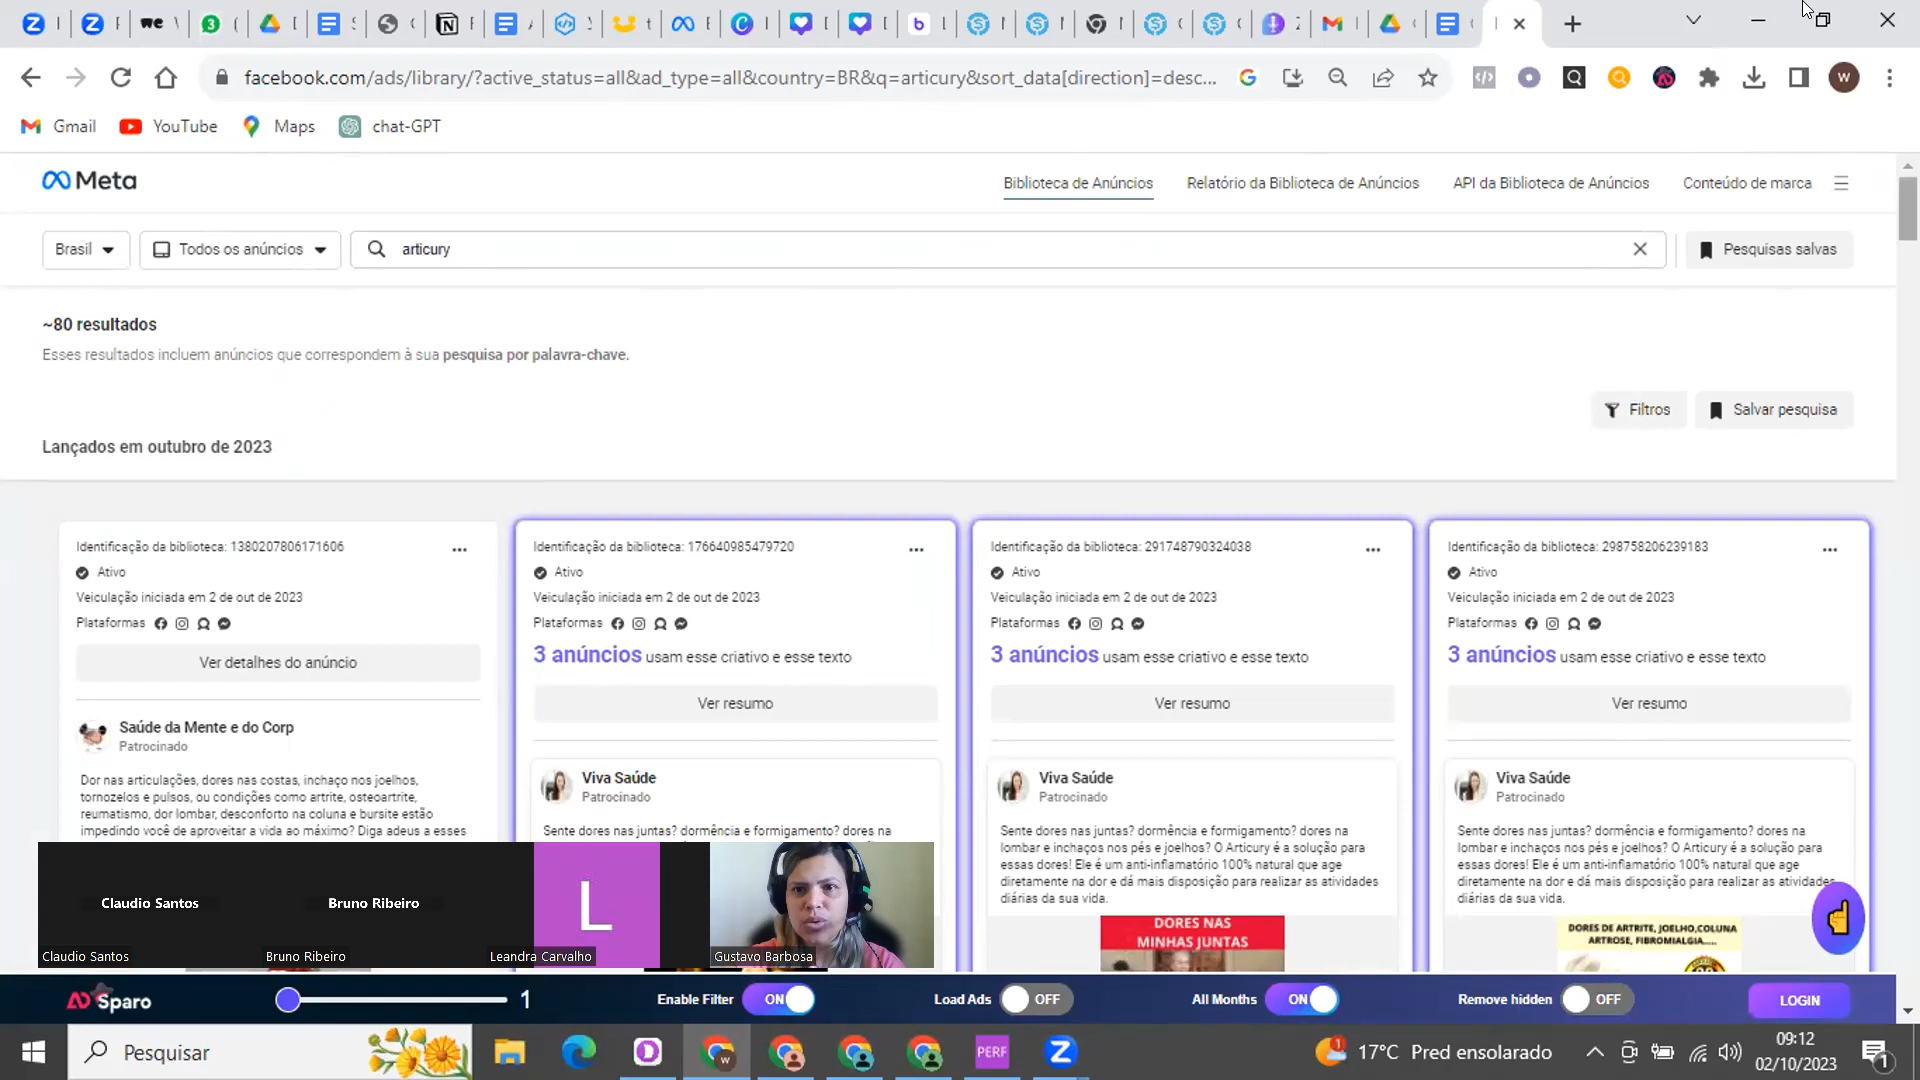 we
3
b
facebook.com/ads/library/?active_status=all&ad_type=all&country=BR&q=articury&sort_data[direction]=desc...
W
Gmail
YouTube
Maps
chat-GPT
Meta
Biblioteca de Anúncios
Relatório da Biblioteca de Anúncios
API da Biblioteca de Anúncios
Conteúdo de marca
Brasil
Todos os anúncios
articury
Pesquisas salvas
~80 resultados
Esses resultados incluem anúncios que correspondem à sua pesquisa por palavra-chave.
Filtros
Salvar pesquisa
Lançados em outubro de 2023
Identificação da biblioteca: 1380207806171606
Ativo
Veiculação iniciada em 2 de out de 2023
Plataformas
Ver detalhes do anúncio
Saúde da Mente e do Corp
Patrocinado
Dor nas articulações, dores nas costas, inchaço nos joelhos,
tornozelos e pulsos, ou condições como artrite, osteoartrite,
reumatismo, dor lombar, desconforto na coluna e bursite estão
impedindo você de aproveitar a vida ao máximo? Diga adeus a esses
Identificação da biblioteca: 176640985479720
Ativo
Veiculação iniciada em 2 de out de 2023
Plataformas
3 anúncios usam esse criativo e esse texto
Ver resumo
Viva Saúde
Patrocinado
Sente dores nas juntas? dormência e formigamento? dores na
Identificação da biblioteca: 291748790324038
Ativo
Veiculação iniciada em 2 de out de 2023
Plataformas
3 anúncios usam esse criativo e esse texto
Ver resumo
Viva Saúde
Patrocinado
Sente dores nas juntas? dormência e formigamento? dores na
lombar e inchaços nos pés e joelhos? O Articury é a solução para
essas dores! Ele é um anti-inflamatório 100% natural que age
diretamente na dor e dá mais disposição para realizar as atividades
diárias da sua vida.
DORES NAS
MINHAS JUNTAS
Identificação da biblioteca: 298758206239183
Ativo
Veiculação iniciada em 2 de out de 2023
Plataformas
3 anúncios usam esse criativo e esse texto
Ver resumo
Viva Saúde
Patrocinado
Sente dores nas juntas? dormência e formigamento? dores na
lombar e inchaços nos pés e joelhos? O Articury é a solução para
essas dores! Ele é um anti-inflamatório 100% natural que age
diretamente na dor e dá mais disposição para realizar as atividades
diárias da sua vida.
DORES DE ARTRITE, JOELHO,COLUNA
ARTROSE, FIBROMIALGIA.....
Claudio Santos
Bruno Ribeiro
L
Claudio Santos
Bruno Ribeiro
Leandra Carvalho
Gustavo Barbosa
AD Sparo
1
Enable Filter
ON
Load Ads
OFF
All Months
ON
Remove hidden
OFF
LOGIN
Pesquisar
PERF
17°C Pred ensolarado
09:12
02/10/2023
1